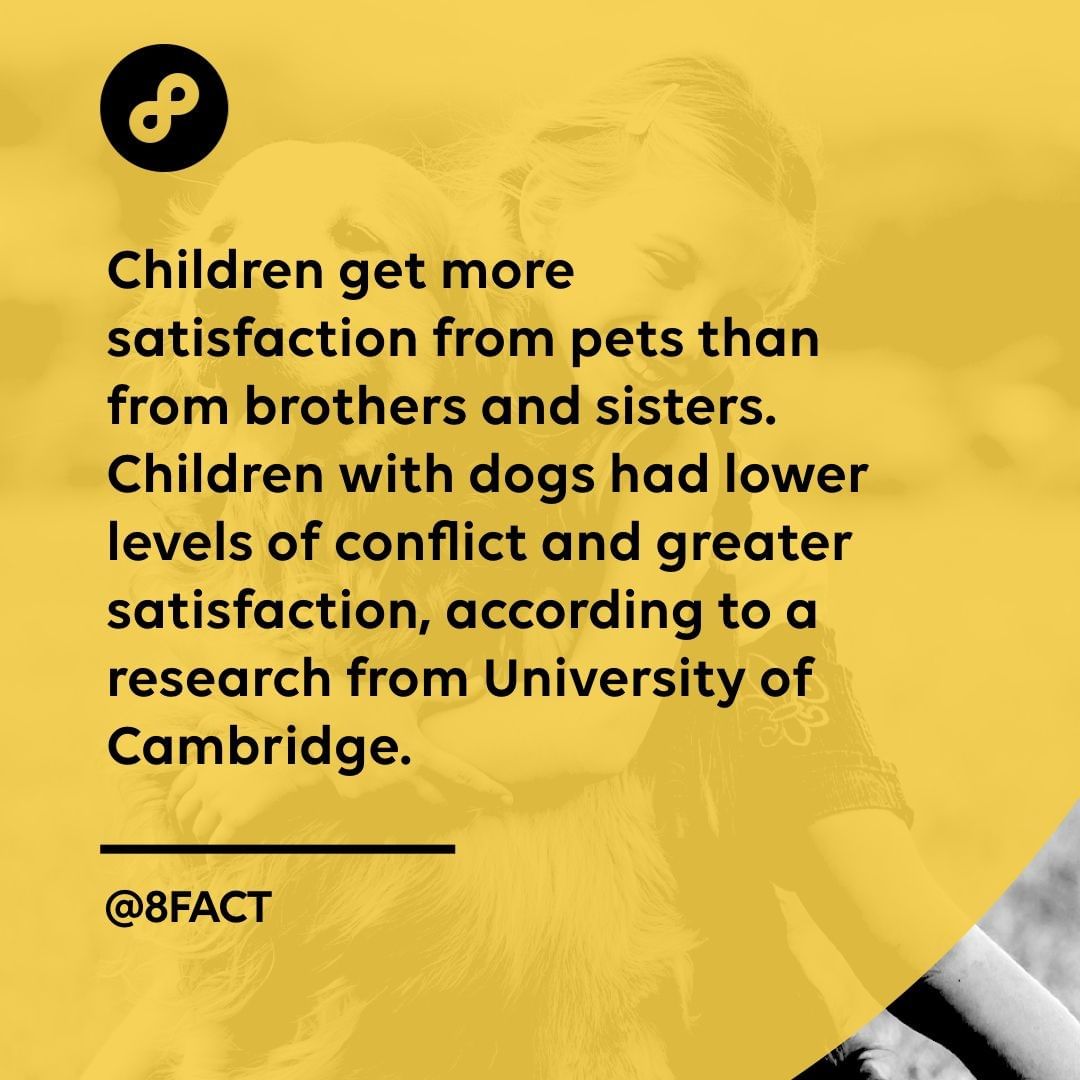 Children get more
satisfaction from pets than
from brothers and sisters.
Children with dogs had lower
levels of conflict and greater
satisfaction, according to a
research from University of
Cambridge.
@8FACT